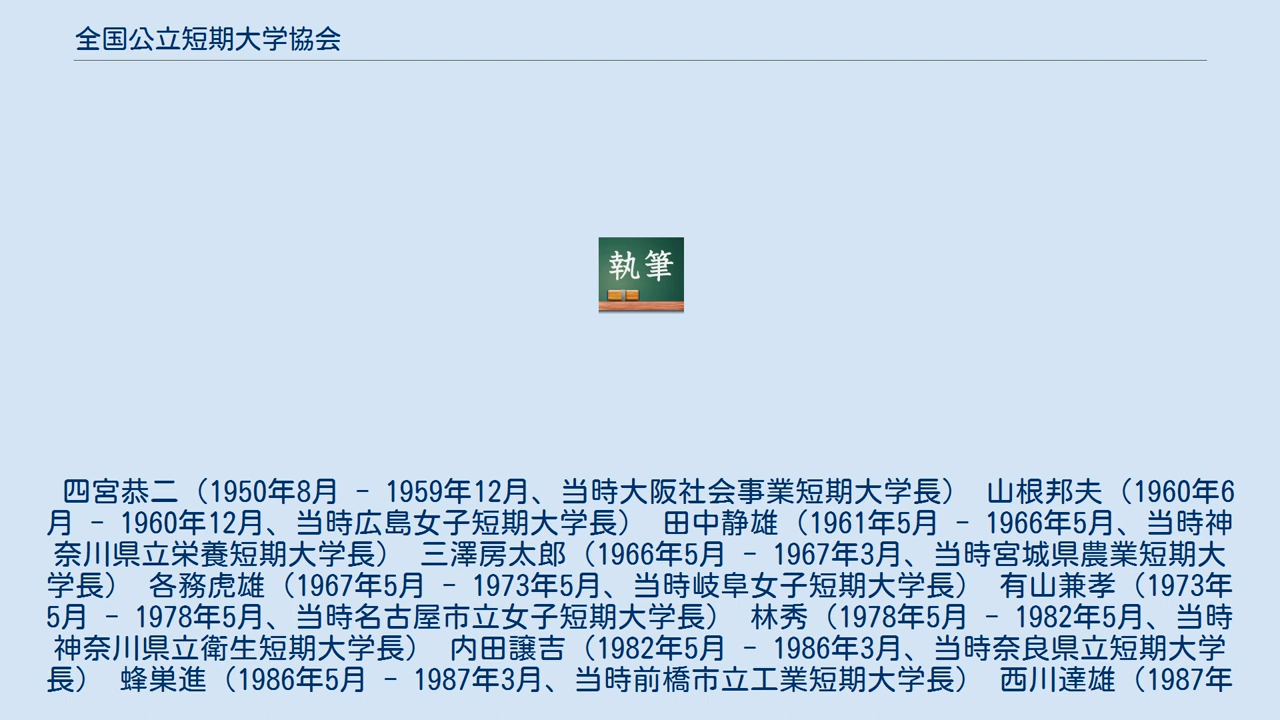 全国公立短期大学協会
執筆
四宮恭二（1950年8月 - 1959年12月、当時大阪社会事業短期大学長） 山根邦夫（1960年6
月 - 1960年12月、当時広島女子短期大学長） 田中静雄（1961年5月 - 1966年5月、当時神
奈川県立栄養短期大学長） 三澤房太郎（1966年5月 - 1967年3月、当時宮城県農業短期大
学長） 各務虎雄（1967年5月 - 1973年5月、当時岐阜女子短期大学長） 有山兼孝（1973年
5月 - 1978年5月、当時名古屋市立女子短期大学長） 林秀（1978年5月 - 1982年5月、当時
神奈川県立衛生短期大学長） 内田譲吉（1982年5月 - 1986年3月、当時奈良県立短期大学
長） 蜂巣進（1986年5月 - 1987年3月、当時前橋市立工業短期大学長） 西川達雄（1987年